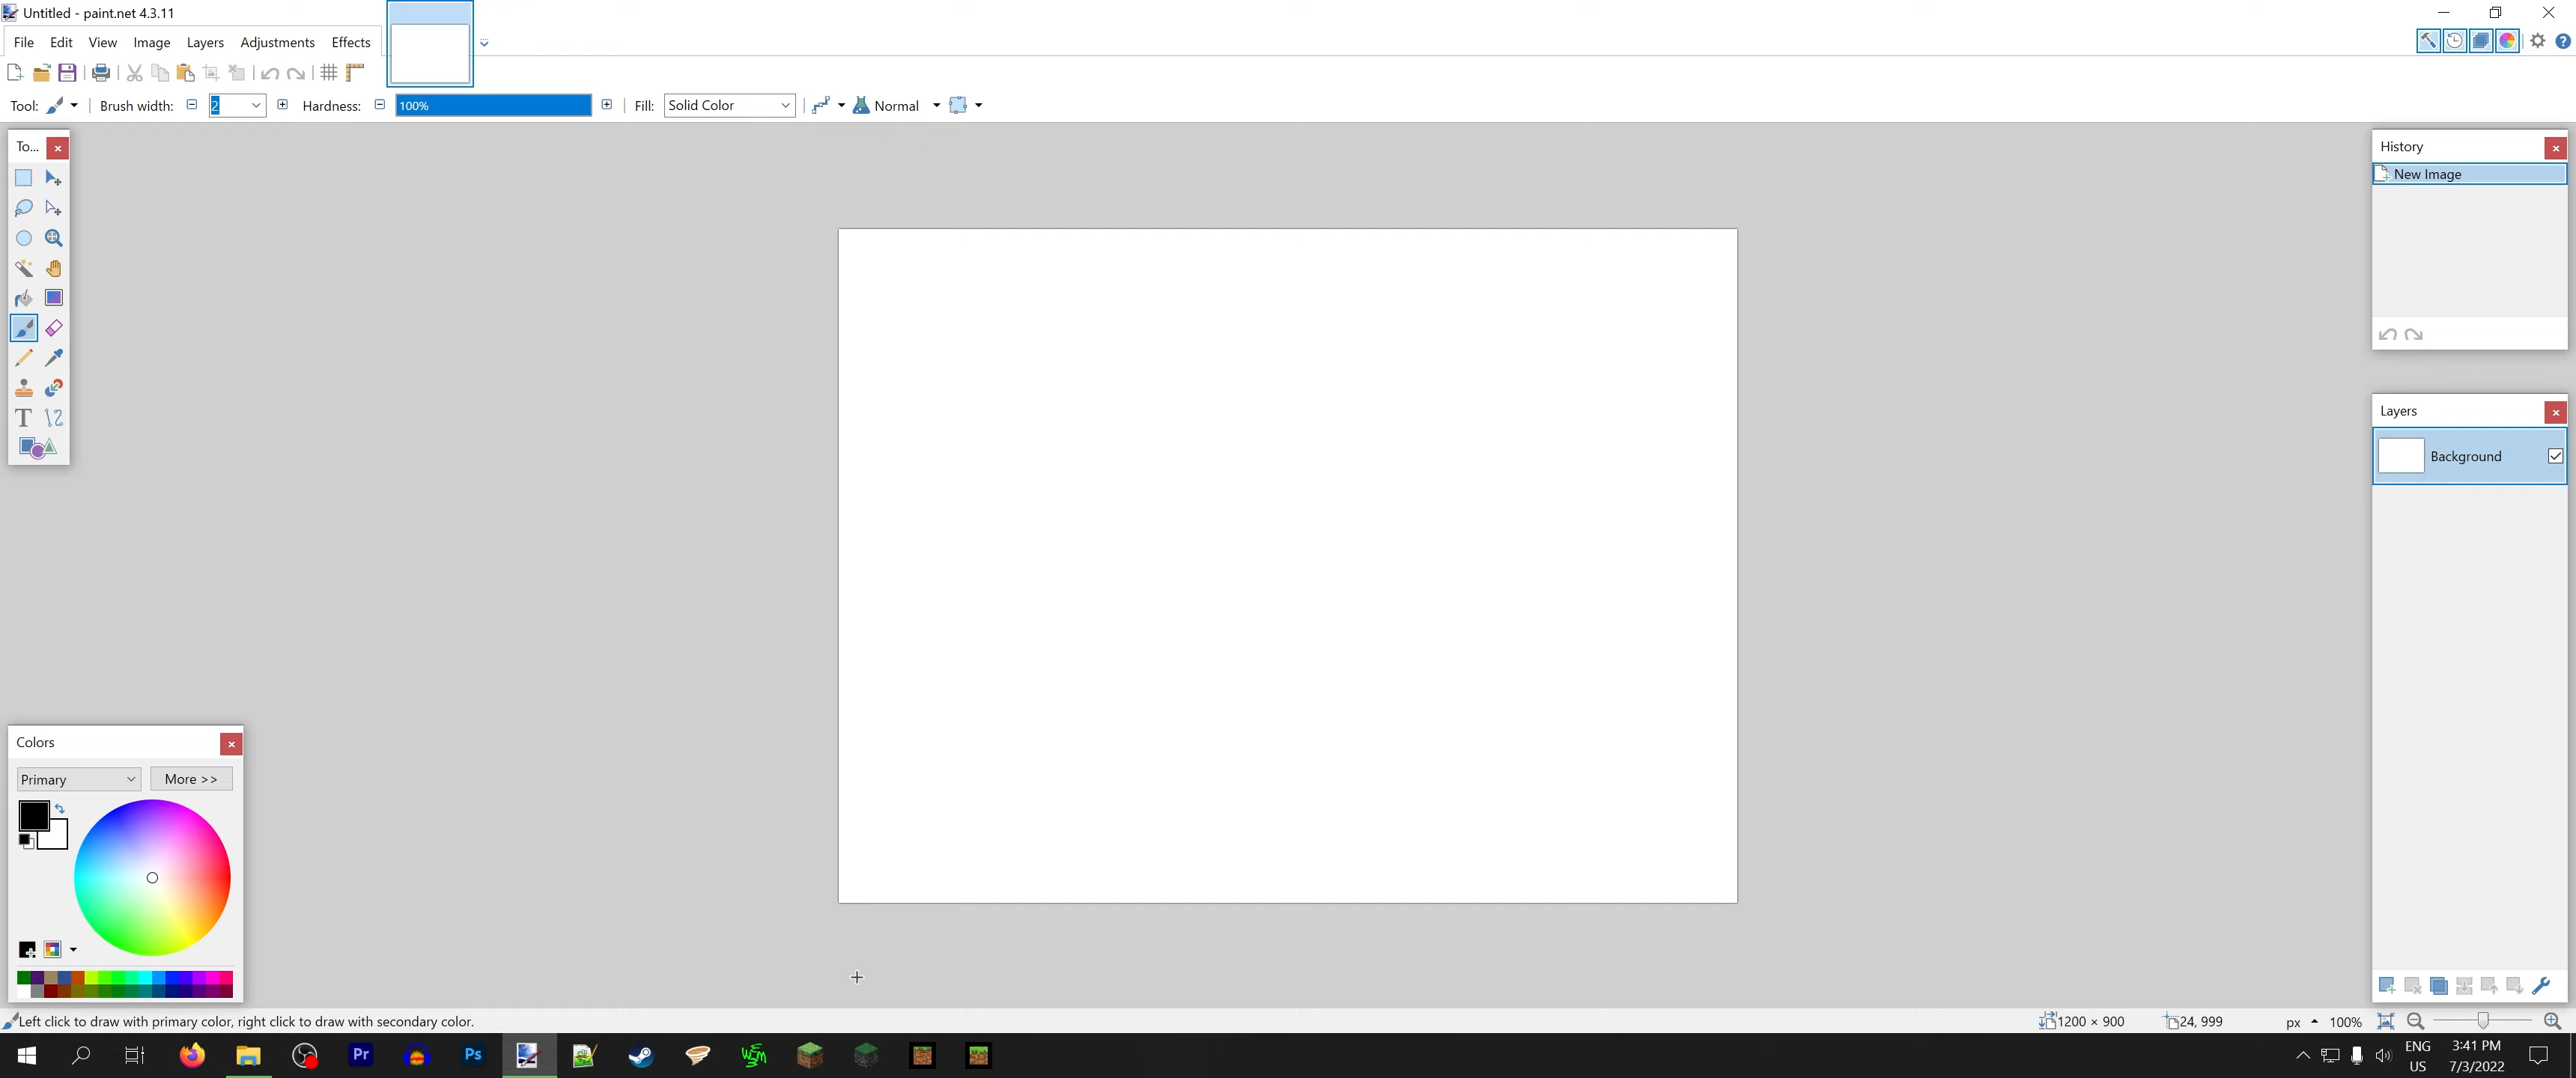 Untitled - paint.net 4.3.11
File Edit View Image Layers Adjustments Effects
Tool: Brush width: 2 Hardness: 100% Fill: Solid Color Normal
To...
History
New Image
T
Layers
Background
Colors
Primary More >>
Left click to draw with primary color, right click to draw with secondary color.
1200 × 900 24, 999 px 100%
Pr Ps
ENG
US
3:41 PM
7/3/2022